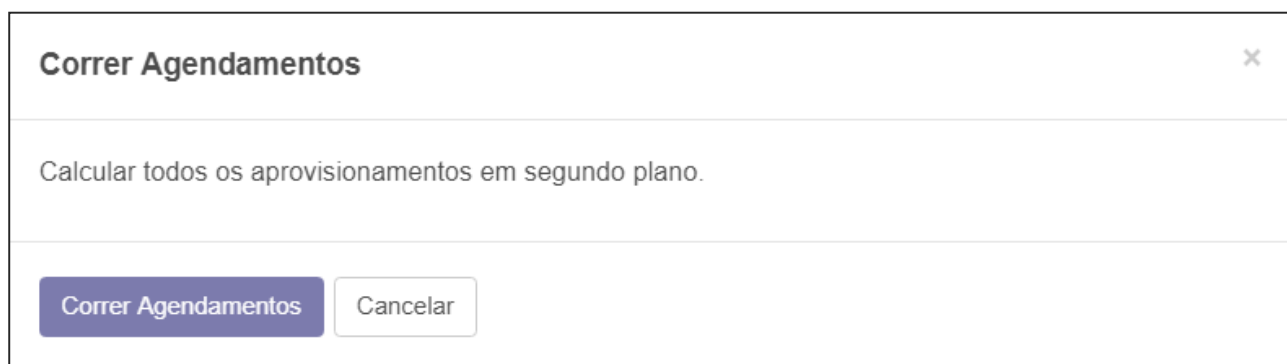 Correr Agendamentos
×
Calcular todos os aprovisionamentos em segundo plano.
Correr Agendamentos
Cancelar